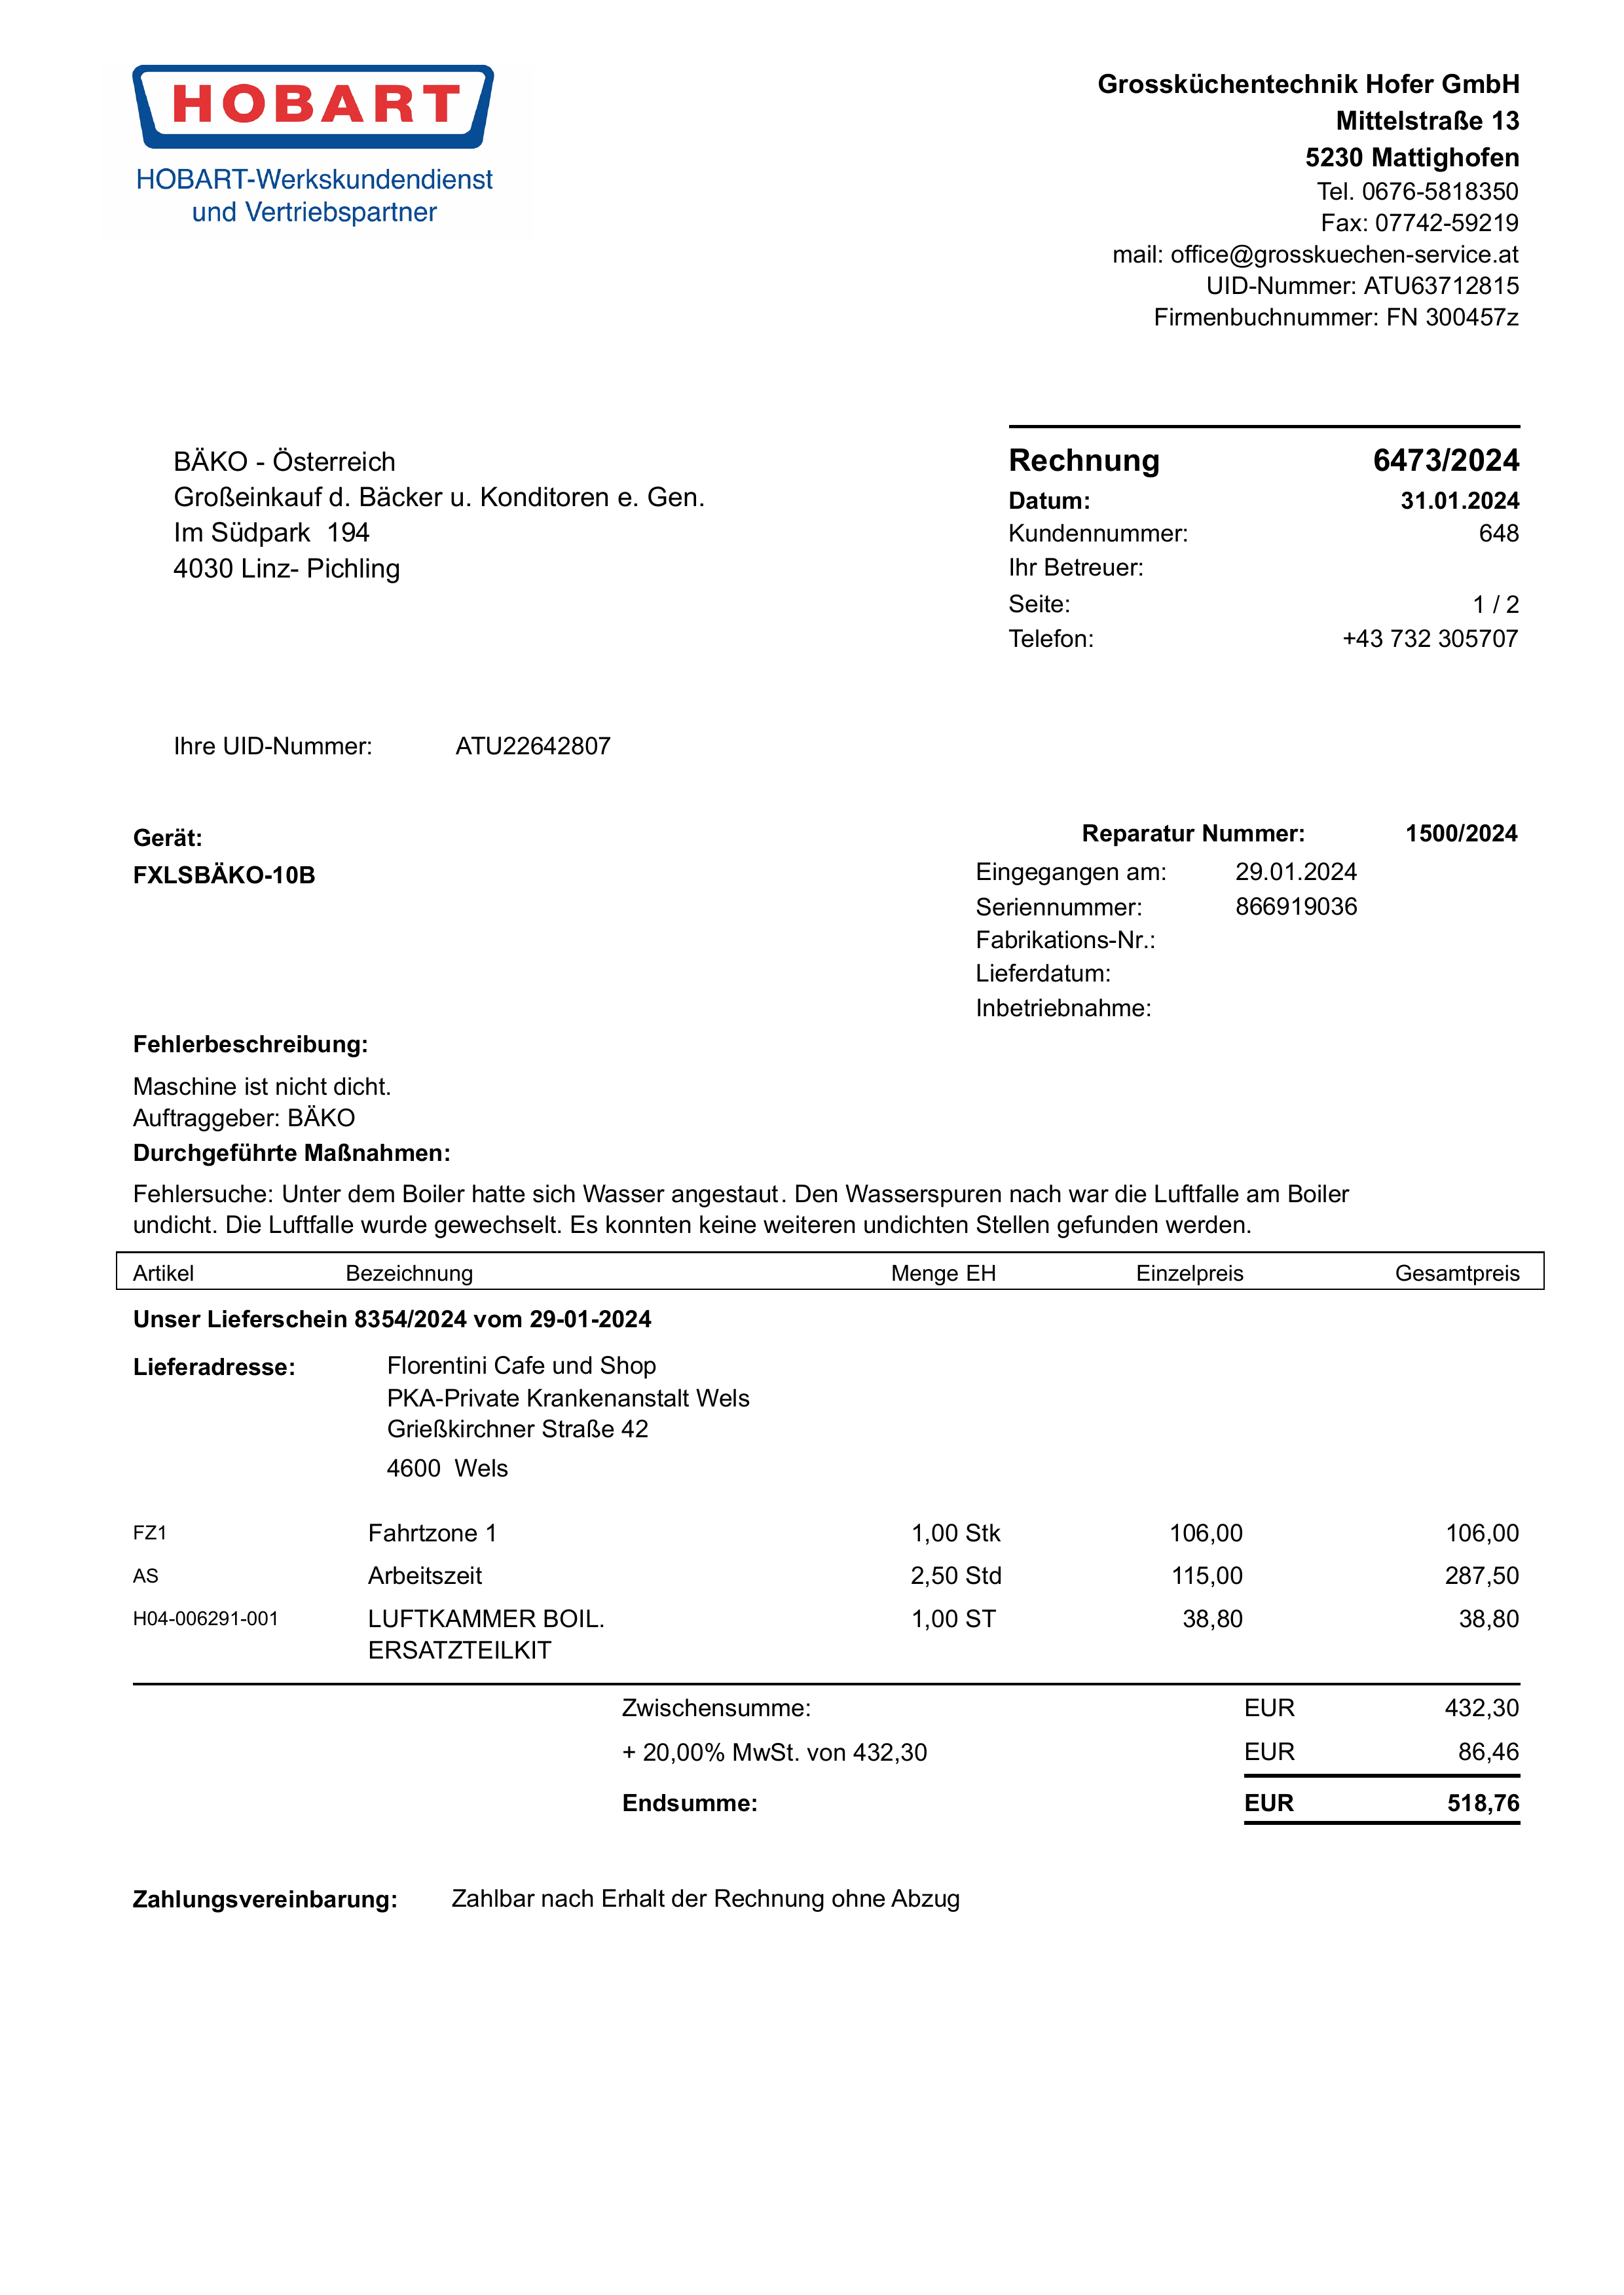 HOBART
HOBART-Werkskundendienst
und Vertriebspartner
Grossküchentechnik Hofer GmbH
Mittelstraße 13
5230 Mattighofen
Tel. 0676-5818350
Fax: 07742-59219
mail: office@grosskuechen-service.at
UID-Nummer: ATU63712815
Firmenbuchnummer: FN 300457z
BÄKO - Österreich
Großeinkauf d. Bäcker u. Konditoren e. Gen.
Im Südpark 194
4030 Linz- Pichling
Rechnung 6473/2024
Datum: 31.01.2024
Kundennummer: 648
Ihr Betreuer:
Seite: 1 / 2
Telefon: +43 732 305707
Ihre UID-Nummer: ATU22642807
Gerät:
FXLSBÄKO-10B
Reparatur Nummer: 1500/2024
Eingegangen am: 29.01.2024
Seriennummer: 866919036
Fabrikations-Nr.:
Lieferdatum:
Inbetriebnahme:
Fehlerbeschreibung:
Maschine ist nicht dicht.
Auftraggeber: BÄKO
Durchgeführte Maßnahmen:
Fehlersuche: Unter dem Boiler hatte sich Wasser angestaut. Den Wasserspuren nach war die Luftfalle am Boiler
undicht. Die Luftfalle wurde gewechselt. Es konnten keine weiteren undichten Stellen gefunden werden.
Artikel Bezeichnung Menge EH Einzelpreis Gesamtpreis
Unser Lieferschein 8354/2024 vom 29-01-2024
Lieferadresse: Florentini Cafe und Shop
PKA-Private Krankenanstalt Wels
Grießkirchner Straße 42
4600 Wels
FZ1 Fahrtzone 1 1,00 Stk 106,00 106,00
AS Arbeitszeit 2,50 Std 115,00 287,50
H04-006291-001 LUFTKAMMER BOIL. 1,00 ST 38,80 38,80
ERSATZTEILKIT
Zwischensumme: EUR 432,30
+ 20,00% MwSt. von 432,30 EUR 86,46
Endsumme: EUR 518,76
Zahlungsvereinbarung: Zahlbar nach Erhalt der Rechnung ohne Abzug